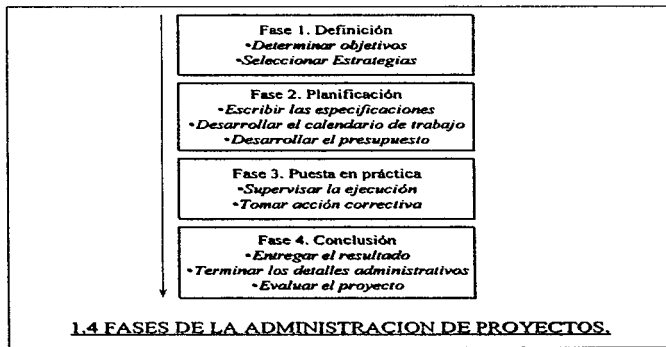 Fase 1. Definición
•Determinar objetivos
•Seleccionar Estrategias
Fase 2. Planificación
•Escribir las especificaciones
•Desarrollar el calendario de trabajo
•Desarrollar el presupuesto
Fase 3. Puesta en práctica
•Supervisar la ejecución
•Tomar acción correctiva
Fase 4. Conclusión
•Entregar el resultado
•Terminar los detalles administrativos
•Evaluar el proyecto
1.4 FASES DE LA ADMINISTRACION DE PROYECTOS.